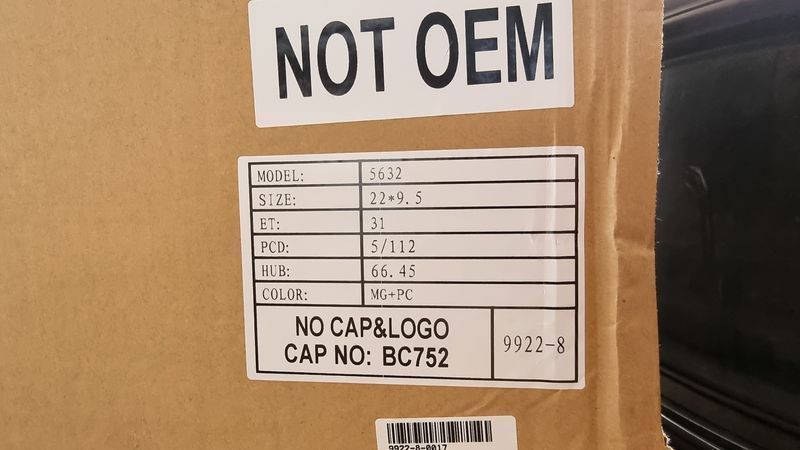 NOT OEM
MODEL: 5632
SIZE: 22*9.5
ET: 31
PCD: 5/112
HUB: 66.45
COLOR: MG+PC
NO CAP&LOGO
CAP NO: BC752
9922-8
9922-8-0017